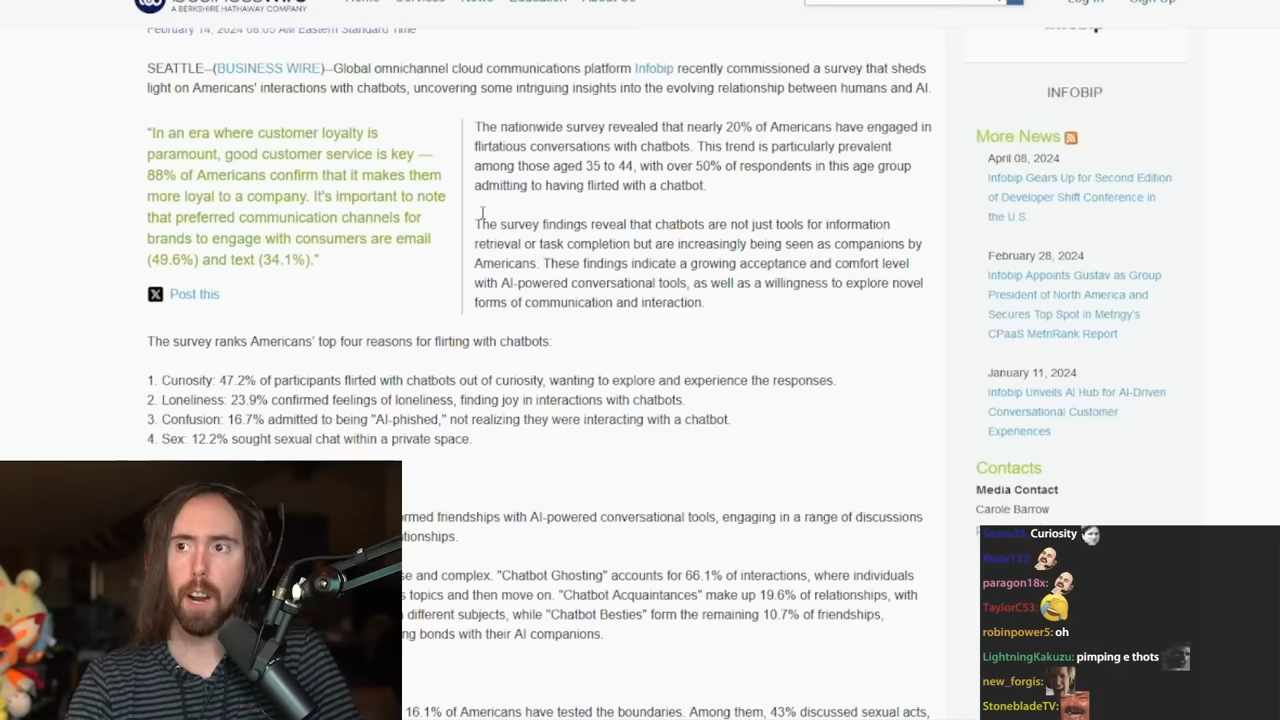 A BERKSHIRE HATHAWAY COMPANY
Home Services News Education About Us
Log In Sign Up
February 14, 2024 08:05 AM Eastern Standard Time
SEATTLE--(BUSINESS WIRE)--Global omnichannel cloud communications platform Infobip recently commissioned a survey that sheds
light on Americans' interactions with chatbots, uncovering some intriguing insights into the evolving relationship between humans and AI.
"In an era where customer loyalty is
paramount, good customer service is key —
88% of Americans confirm that it makes them
more loyal to a company. It's important to note
that preferred communication channels for
brands to engage with consumers are email
(49.6%) and text (34.1%)."
Post this
The nationwide survey revealed that nearly 20% of Americans have engaged in
flirtatious conversations with chatbots. This trend is particularly prevalent
among those aged 35 to 44, with over 50% of respondents in this age group
admitting to having flirted with a chatbot.
The survey findings reveal that chatbots are not just tools for information
retrieval or task completion but are increasingly being seen as companions by
Americans. These findings indicate a growing acceptance and comfort level
with AI-powered conversational tools, as well as a willingness to explore novel
forms of communication and interaction.
The survey ranks Americans' top four reasons for flirting with chatbots:
1. Curiosity: 47.2% of participants flirted with chatbots out of curiosity, wanting to explore and experience the responses.
2. Loneliness: 23.9% confirmed feelings of loneliness, finding joy in interactions with chatbots.
3. Confusion: 16.7% admitted to being "AI-phished," not realizing they were interacting with a chatbot.
4. Sex: 12.2% sought sexual chat within a private space.
ormed friendships with AI-powered conversational tools, engaging in a range of discussions
ationships.
se and complex. "Chatbot Ghosting" accounts for 66.1% of interactions, where individuals
s topics and then move on. "Chatbot Acquaintances" make up 19.6% of relationships, with
different subjects, while "Chatbot Besties" form the remaining 10.7% of friendships,
ng bonds with their AI companions.
16.1% of Americans have tested the boundaries. Among them, 43% discussed sexual acts,
INFOBIP
More News
April 08, 2024
Infobip Gears Up for Second Edition
of Developer Shift Conference in
the U.S.
February 28, 2024
Infobip Appoints Gustav as Group
President of North America and
Secures Top Spot in Metrigy's
CPaaS MetriRank Report
January 11, 2024
Infobip Unveils AI Hub for AI-Driven
Conversational Customer
Experiences
Contacts
Media Contact
Carole Barrow
Curiosity
paragon18x:
TaylorC53:
robinpower5: oh
LightningKakuzu: pimping e thots
new_forgis:
StonebladeTV: